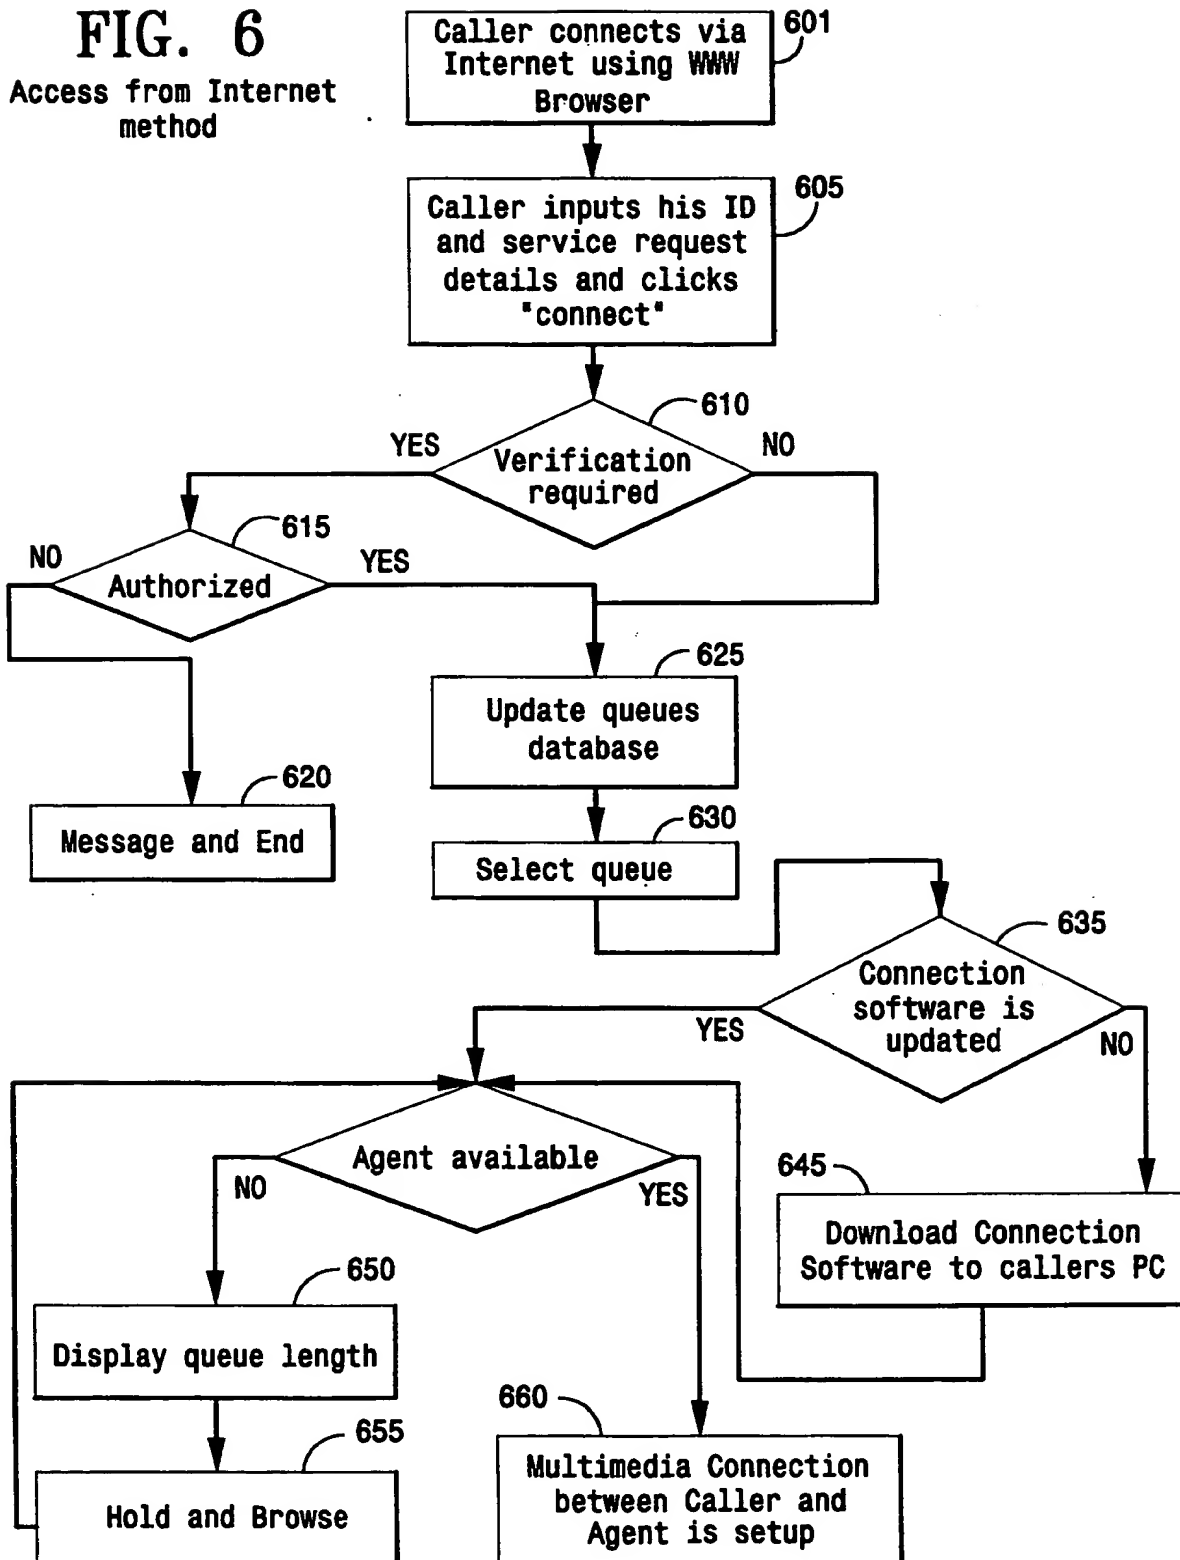 FIG. 6
Access from Internet
method
Caller connects via
Internet using WWW
Browser
601
Caller inputs his ID
and service request
details and clicks
"connect"
605
610
YES
Verification
required
NO
615
NO
Authorized
YES
625
Update queues
database
620
Message and End
630
Select queue
635
Connection
software is
updated
YES
NO
Agent available
NO
YES
645
Download Connection
Software to callers PC
650
Display queue length
655
Hold and Browse
660
Multimedia Connection
between Caller and
Agent is setup